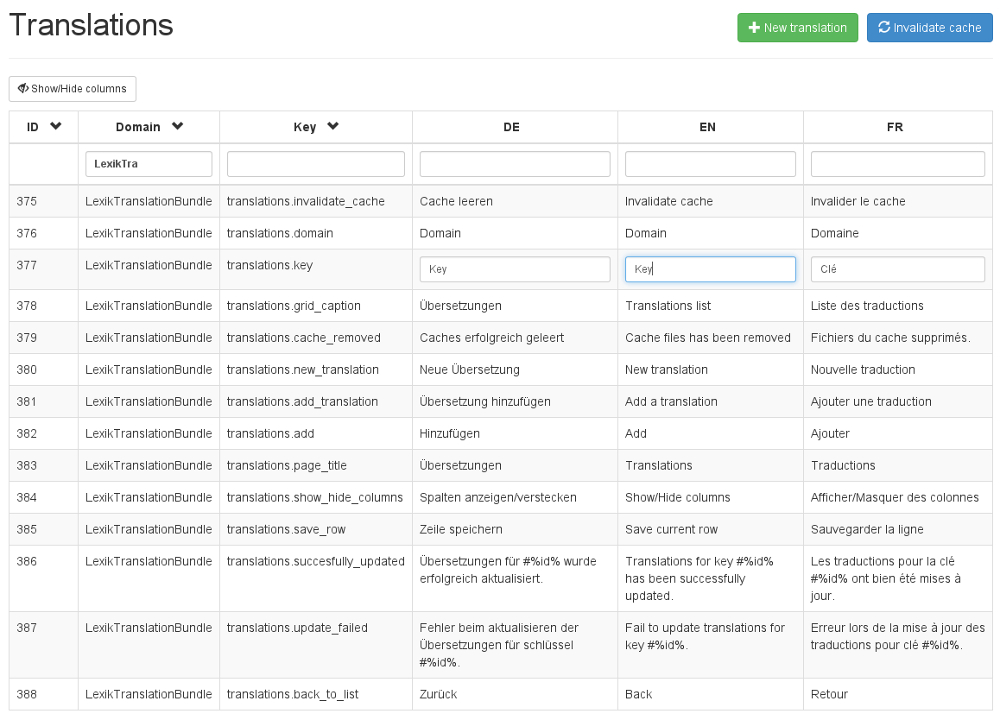 Translations
New translation
Invalidate cache
Show/Hide columns
ID Domain Key DE EN FR
LexikTra
375 LexikTranslationBundle translations.invalidate_cache Cache leeren Invalidate cache Invalider le cache
376 LexikTranslationBundle translations.domain Domain Domain Domaine
377 LexikTranslationBundle translations.key Key Key Clé
378 LexikTranslationBundle translations.grid_caption Übersetzungen Translations list Liste des traductions
379 LexikTranslationBundle translations.cache_removed Caches erfolgreich geleert Cache files has been removed Fichiers du cache supprimés.
380 LexikTranslationBundle translations.new_translation Neue Übersetzung New translation Nouvelle traduction
381 LexikTranslationBundle translations.add_translation Übersetzung hinzufügen Add a translation Ajouter une traduction
382 LexikTranslationBundle translations.add Hinzufügen Add Ajouter
383 LexikTranslationBundle translations.page_title Übersetzungen Translations Traductions
384 LexikTranslationBundle translations.show_hide_columns Spalten anzeigen/verstecken Show/Hide columns Afficher/Masquer des colonnes
385 LexikTranslationBundle translations.save_row Zeile speichern Save current row Sauvegarder la ligne
386 LexikTranslationBundle translations.succesfully_updated Übersetzungen für #%id% wurde Translations for key #%id% Les traductions pour la clé
erfolgreich aktualisiert. has been successfully #%id% ont bien été mises à
updated. jour.
387 LexikTranslationBundle translations.update_failed Fehler beim aktualisieren der Fail to update translations for Erreur lors de la mise à jour des
Übersetzungen für schlüssel key #%id%. traductions pour clé #%id%.
#%id%.
388 LexikTranslationBundle translations.back_to_list Zurück Back Retour